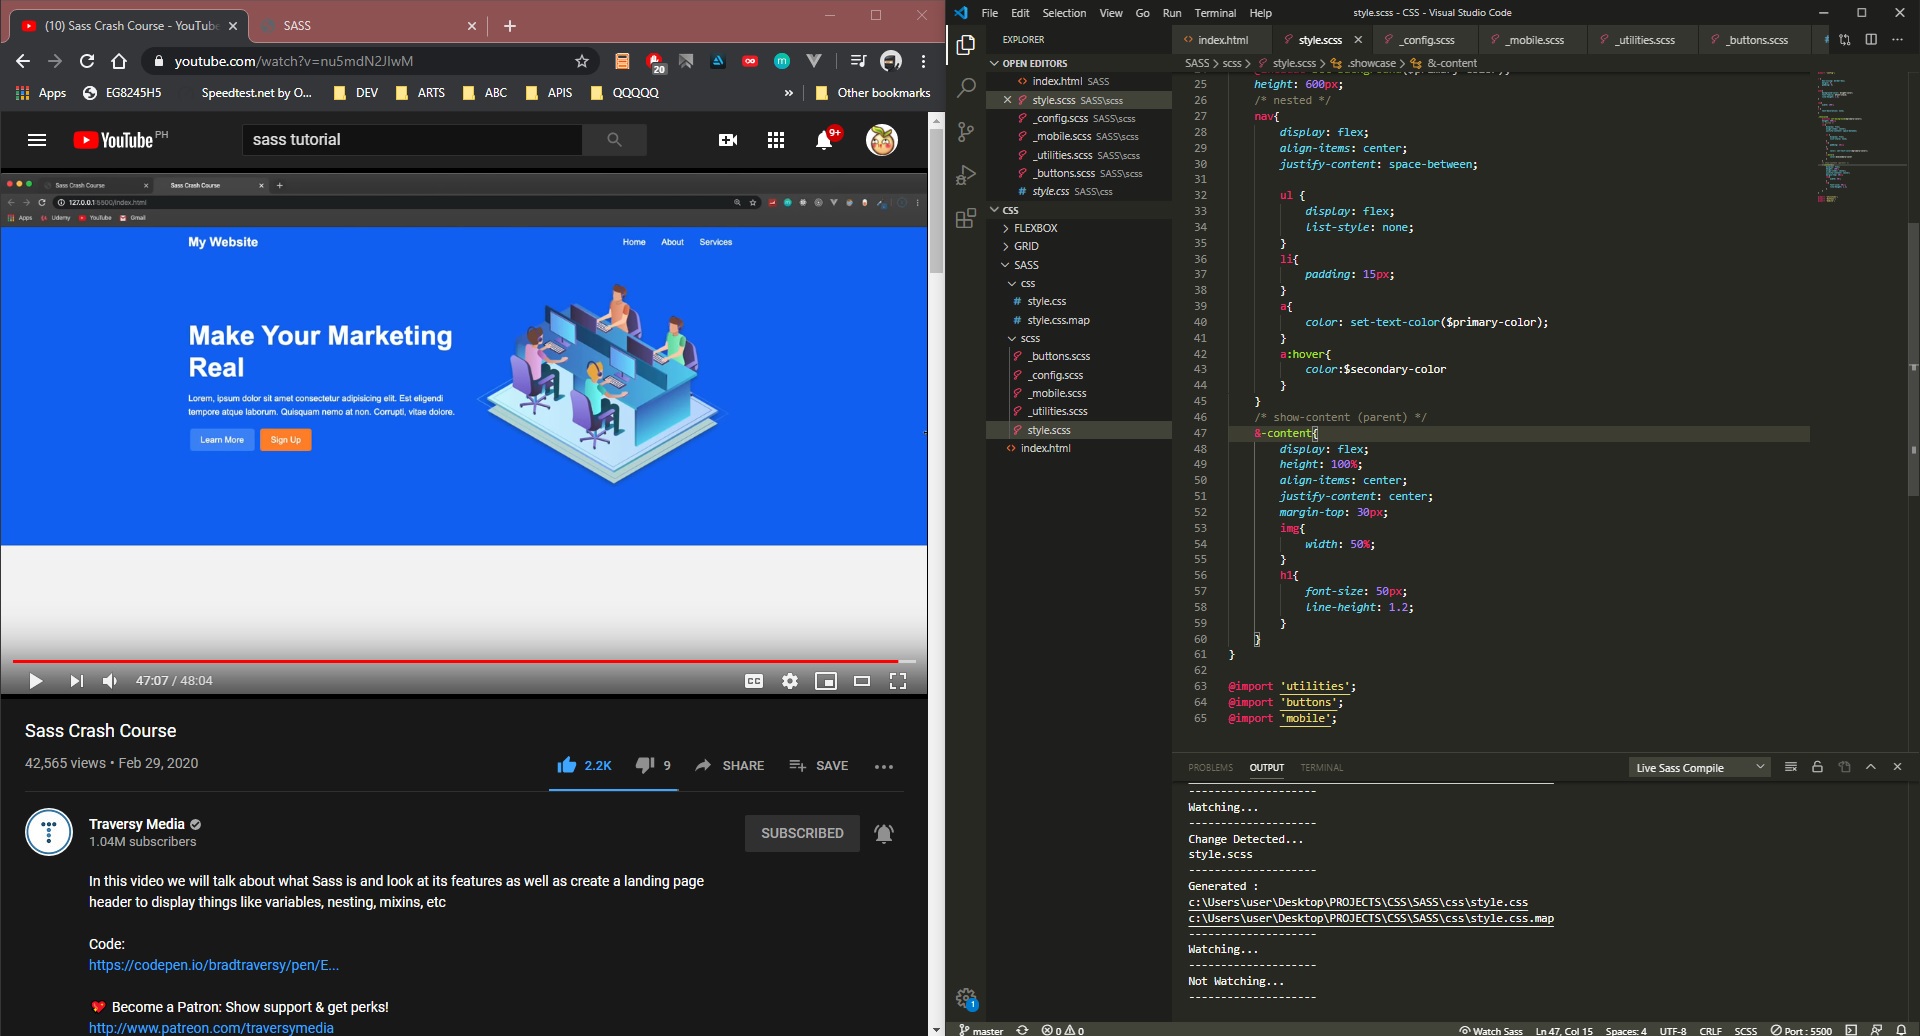 (10) Sass Crash Course - YouTube
SASS
youtube.com/watch?v=nu5mdN2JIwM
20
Apps
EG8245H5
Speedtest.net by O...
DEV
ARTS
ABC
APIS
QQQQQ
»
Other bookmarks
YouTube PH
sass tutorial
9+
Sass Crash Course
Sass Crash Course
127.0.0.1:5500/index.html
Apps
Udemy
YouTube
Gmail
My Website
Home
About
Services
Make Your Marketing
Real
Lorem, ipsum dolor sit amet consectetur adipisicing elit. Est eligendi
tempore atque laborum. Quisquam nemo at non. Corrupti, vitae dolore.
Learn More
Sign Up
47:07 / 48:04
CC
Sass Crash Course
42,565 views • Feb 29, 2020
2.2K
9
SHARE
SAVE
Traversy Media
1.04M subscribers
SUBSCRIBED
In this video we will talk about what Sass is and look at its features as well as create a landing page
header to display things like variables, nesting, mixins, etc
Code:
https://codepen.io/bradtraversy/pen/E...
Become a Patron: Show support & get perks!
http://www.patreon.com/traversymedia
File Edit Selection View Go Run Terminal Help
style.scss - CSS - Visual Studio Code
EXPLORER
OPEN EDITORS
index.html SASS
style.scss SASS\scss
_config.scss SASS\scss
_mobile.scss SASS\scss
_utilities.scss SASS\scss
_buttons.scss SASS\scss
style.css SASS\css
CSS
FLEXBOX
GRID
SASS
css
style.css
style.css.map
scss
_buttons.scss
_config.scss
_mobile.scss
_utilities.scss
style.scss
index.html
1
index.html
style.scss
_config.scss
_mobile.scss
_utilities.scss
_buttons.scss
SASS > scss > style.scss > .showcase > &-content
25 height: 600px;
26 /* nested */
27 nav{
28 display: flex;
29 align-items: center;
30 justify-content: space-between;
31
32 ul {
33 display: flex;
34 list-style: none;
35 }
36 li{
37 padding: 15px;
38 }
39 a{
40 color: set-text-color($primary-color);
41 }
42 a:hover{
43 color:$secondary-color
44 }
45 }
46 /* show-content (parent) */
47 &-content{
48 display: flex;
49 height: 100%;
50 align-items: center;
51 justify-content: center;
52 margin-top: 30px;
53 img{
54 width: 50%;
55 }
56 h1{
57 font-size: 50px;
58 line-height: 1.2;
59 }
60 }
61 }
62
63 @import 'utilities';
64 @import 'buttons';
65 @import 'mobile';
PROBLEMS
OUTPUT
TERMINAL
Live Sass Compile
--------------------
Watching...
--------------------
Change Detected...
style.scss
--------------------
Generated :
c:\Users\user\Desktop\PROJECTS\CSS\SASS\css\style.css
c:\Users\user\Desktop\PROJECTS\CSS\SASS\css\style.css.map
--------------------
Watching...
--------------------
Not Watching...
--------------------
master
0
0
Watch Sass
Ln 47, Col 15
Spaces: 4
UTF-8
CRLF
SCSS
Port : 5500